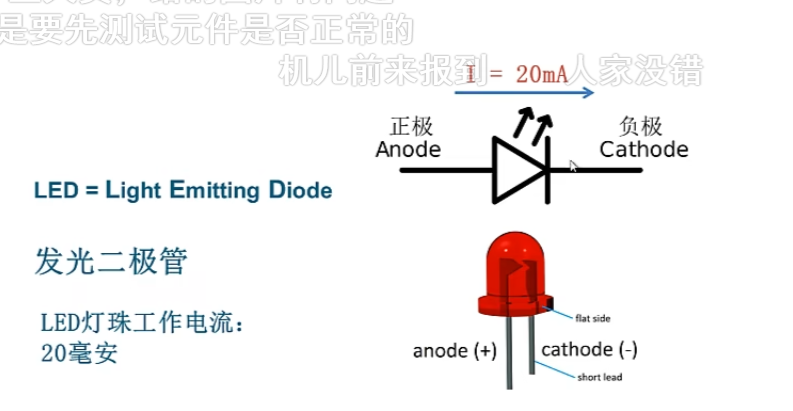 是要先测试元件是否正常的
机儿前来报到
人家没错
I = 20mA
正极
Anode
负极
Cathode
LED = Light Emitting Diode
发光二极管
LED灯珠工作电流：
20毫安
flat side
anode (+)
cathode (-)
short lead